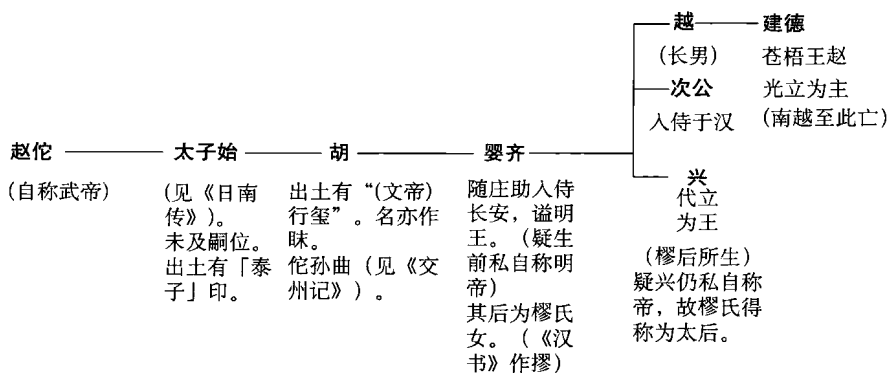 越 建德
(长男) 苍梧王赵
次公 光立为主
入侍于汉 (南越至此亡)
赵佗 太子始 胡 婴齐
(自称武帝)
(见《日南
传》)。
未及嗣位。
出土有「泰
子」印。
出土有“(文帝)
行玺”。名亦作
眜。
佗孙曲(见《交
州记》)。
随庄助入侍
长安，谥明
王。(疑生
前私自称明
帝)
其后为樛氏
女。(《汉
书》作摎)
兴
代立
为王
(樛后所生)
疑兴仍私自称
帝，故樛氏得
称为太后。